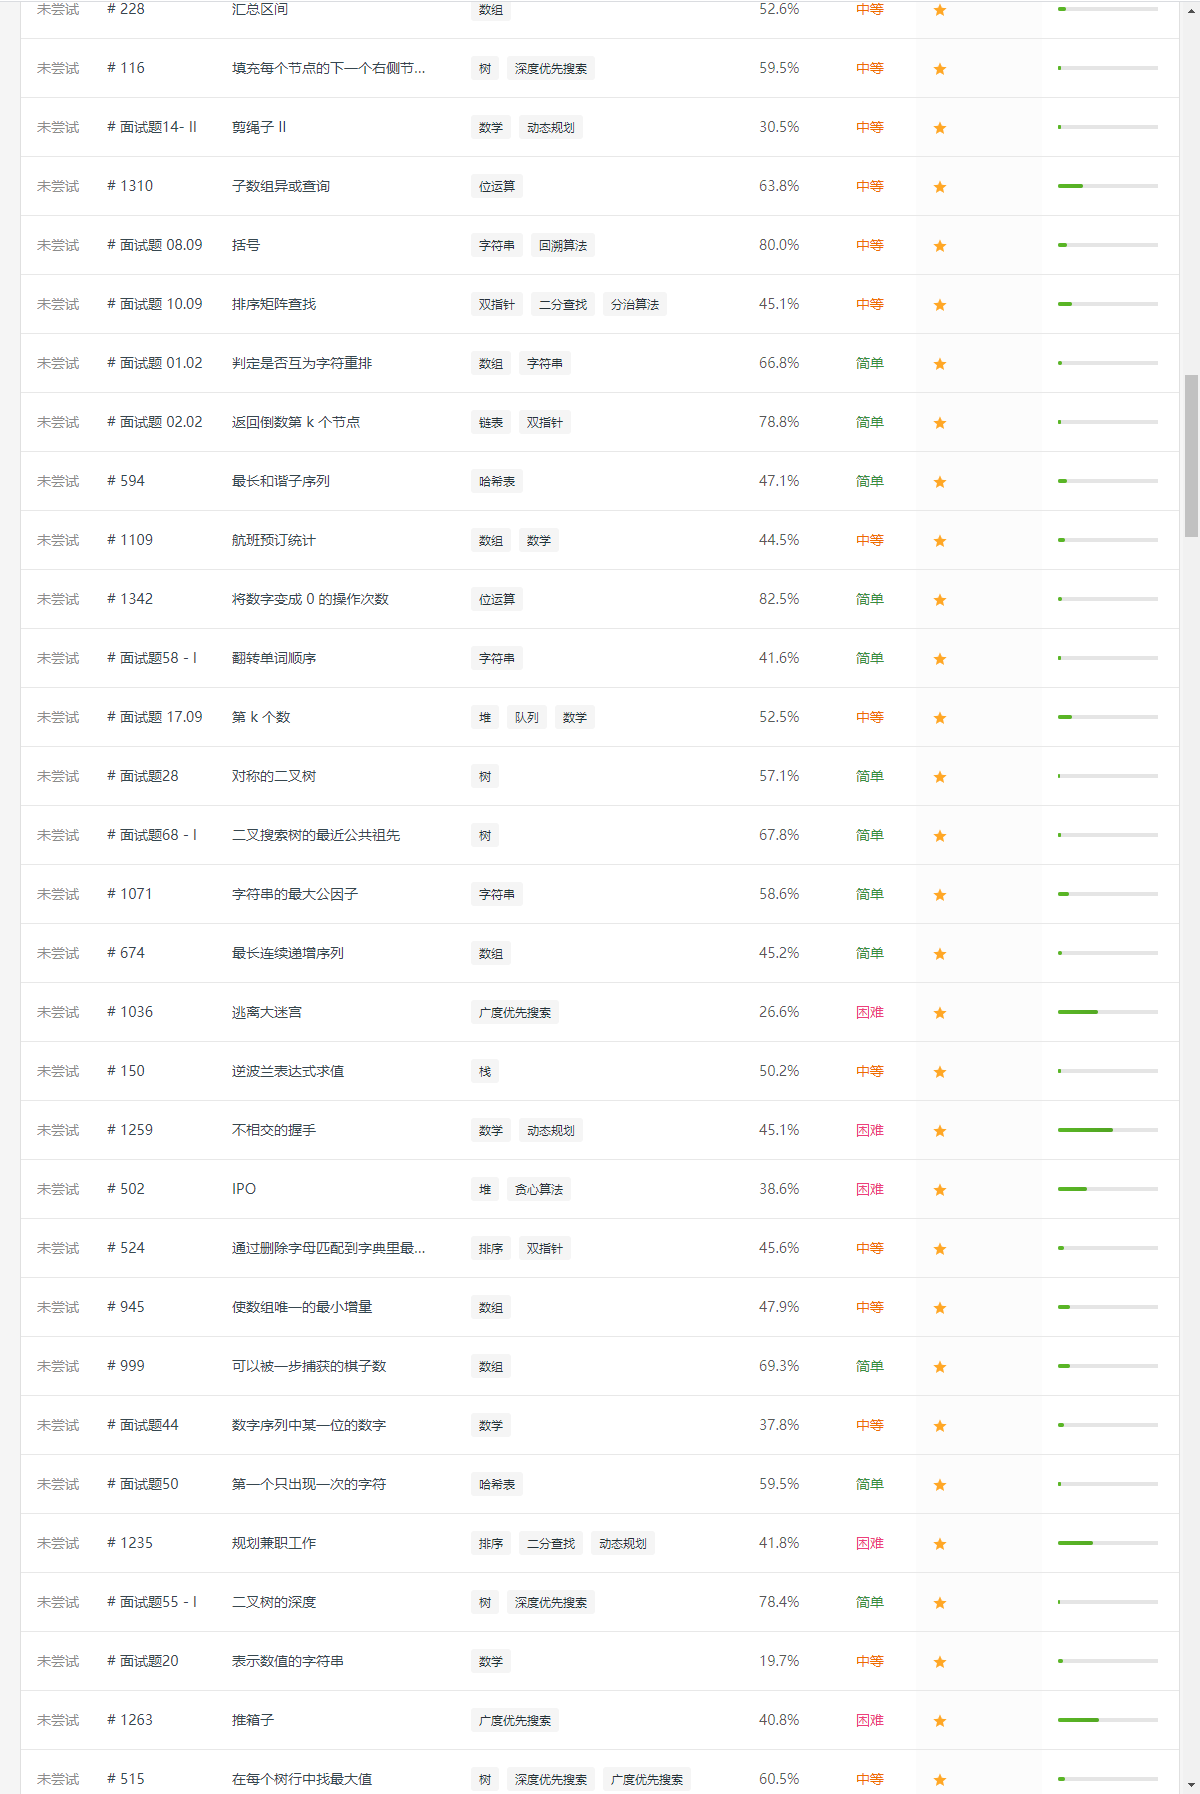 未尝试 # 228 汇总区间 数组 52.6% 中等
未尝试 # 116 填充每个节点的下一个右侧节... 树 深度优先搜索 59.5% 中等
未尝试 # 面试题14- II 剪绳子 II 数学 动态规划 30.5% 中等
未尝试 # 1310 子数组异或查询 位运算 63.8% 中等
未尝试 # 面试题 08.09 括号 字符串 回溯算法 80.0% 中等
未尝试 # 面试题 10.09 排序矩阵查找 双指针 二分查找 分治算法 45.1% 中等
未尝试 # 面试题 01.02 判定是否互为字符重排 数组 字符串 66.8% 简单
未尝试 # 面试题 02.02 返回倒数第 k 个节点 链表 双指针 78.8% 简单
未尝试 # 594 最长和谐子序列 哈希表 47.1% 简单
未尝试 # 1109 航班预订统计 数组 数学 44.5% 中等
未尝试 # 1342 将数字变成 0 的操作次数 位运算 82.5% 简单
未尝试 # 面试题58 - I 翻转单词顺序 字符串 41.6% 简单
未尝试 # 面试题 17.09 第 k 个数 堆 队列 数学 52.5% 中等
未尝试 # 面试题28 对称的二叉树 树 57.1% 简单
未尝试 # 面试题68 - I 二叉搜索树的最近公共祖先 树 67.8% 简单
未尝试 # 1071 字符串的最大公因子 字符串 58.6% 简单
未尝试 # 674 最长连续递增序列 数组 45.2% 简单
未尝试 # 1036 逃离大迷宫 广度优先搜索 26.6% 困难
未尝试 # 150 逆波兰表达式求值 栈 50.2% 中等
未尝试 # 1259 不相交的握手 数学 动态规划 45.1% 困难
未尝试 # 502 IPO 堆 贪心算法 38.6% 困难
未尝试 # 524 通过删除字母匹配到字典里最... 排序 双指针 45.6% 中等
未尝试 # 945 使数组唯一的最小增量 数组 47.9% 中等
未尝试 # 999 可以被一步捕获的棋子数 数组 69.3% 简单
未尝试 # 面试题44 数字序列中某一位的数字 数学 37.8% 中等
未尝试 # 面试题50 第一个只出现一次的字符 哈希表 59.5% 简单
未尝试 # 1235 规划兼职工作 排序 二分查找 动态规划 41.8% 困难
未尝试 # 面试题55 - I 二叉树的深度 树 深度优先搜索 78.4% 简单
未尝试 # 面试题20 表示数值的字符串 数学 19.7% 中等
未尝试 # 1263 推箱子 广度优先搜索 40.8% 困难
未尝试 # 515 在每个树行中找最大值 树 深度优先搜索 广度优先搜索 60.5% 中等